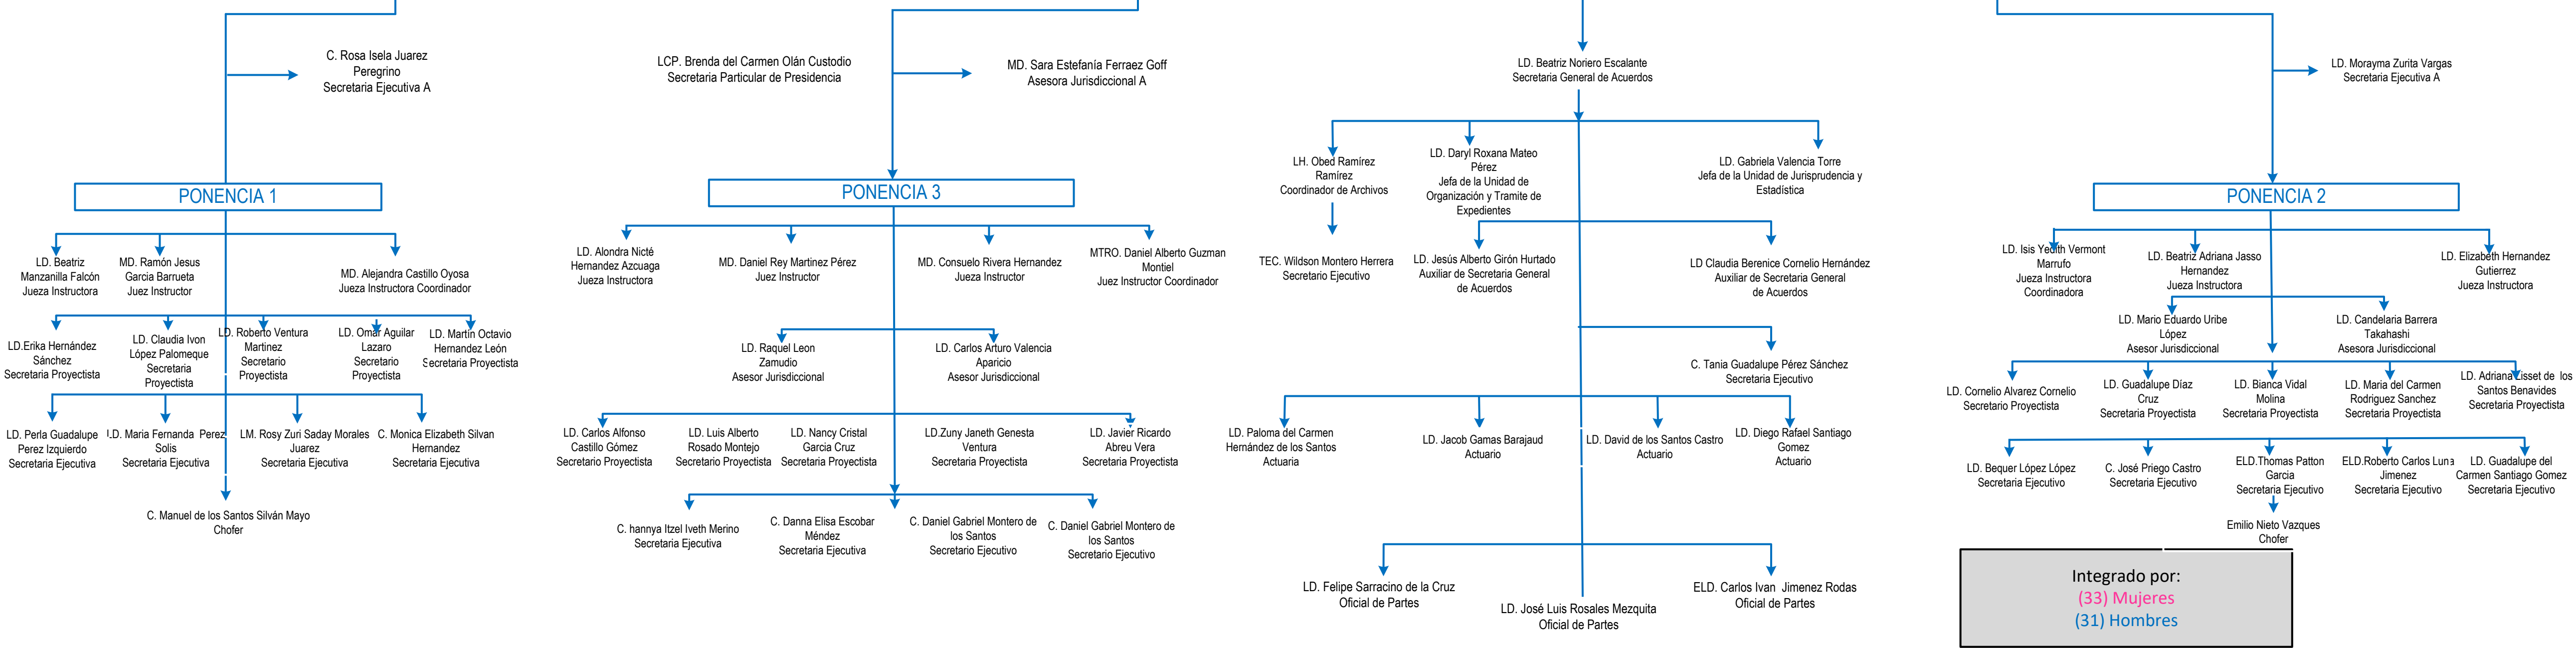 C. Rosa Isela Juarez
Peregrino
Secretaria Ejecutiva A
PONENCIA 1
LD. Beatriz
Manzanilla Falcón
Jueza Instructora
MD. Ramón Jesus
Garcia Barrueta
Juez Instructor
MD. Alejandra Castillo Oyosa
Jueza Instructora Coordinador
LD.Erika Hernández
Sánchez
Secretaria Proyectista
LD. Claudia Ivon
López Palomeque
Secretaria
Proyectista
LD. Roberto Ventura
Martinez
Secretario
Proyectista
LD. Omar Aguilar
Lazaro
Secretario
Proyectista
LD. Martín Octavio
Hernandez León
Secretaria Proyectista
LD. Perla Guadalupe
Perez Izquierdo
Secretaria Ejecutiva
LD. Maria Fernanda Perez
Solis
Secretaria Ejecutiva
LM. Rosy Zuri Saday Morales
Juarez
Secretaria Ejecutiva
C. Monica Elizabeth Silvan
Hernandez
Secretaria Ejecutiva
C. Manuel de los Santos Silván Mayo
Chofer
LCP. Brenda del Carmen Olán Custodio
Secretaria Particular de Presidencia
MD. Sara Estefanía Ferraez Goff
Asesora Jurisdiccional A
PONENCIA 3
LD. Alondra Nicté
Hernandez Azcuaga
Jueza Instructora
MD. Daniel Rey Martinez Pérez
Juez Instructor
MD. Consuelo Rivera Hernandez
Jueza Instructor
MTRO. Daniel Alberto Guzman
Montiel
Juez Instructor Coordinador
LD. Raquel Leon
Zamudio
Asesor Jurisdiccional
LD. Carlos Arturo Valencia
Aparicio
Asesor Jurisdiccional
LD. Carlos Alfonso
Castillo Gómez
Secretario Proyectista
LD. Luis Alberto
Rosado Montejo
Secretario Proyectista
LD. Nancy Cristal
Garcia Cruz
Secretaria Proyectista
LD.Zuny Janeth Genesta
Ventura
Secretaria Proyectista
LD. Javier Ricardo
Abreu Vera
Secretaria Proyectista
C. hannya Itzel Iveth Merino
Secretaria Ejecutiva
C. Danna Elisa Escobar
Méndez
Secretaria Ejecutiva
C. Daniel Gabriel Montero de
los Santos
Secretario Ejecutivo
C. Daniel Gabriel Montero de
los Santos
Secretario Ejecutivo
LD. Beatriz Noriero Escalante
Secretaria General de Acuerdos
LH. Obed Ramírez
Ramírez
Coordinador de Archivos
LD. Daryl Roxana Mateo
Pérez
Jefa de la Unidad de
Organización y Tramite de
Expedientes
LD. Gabriela Valencia Torre
Jefa de la Unidad de Jurisprudencia y
Estadística
TEC. Wildson Montero Herrera
Secretario Ejecutivo
LD. Jesús Alberto Girón Hurtado
Auxiliar de Secretaria General
de Acuerdos
LD Claudia Berenice Cornelio Hernández
Auxiliar de Secretaria General
de Acuerdos
C. Tania Guadalupe Pérez Sánchez
Secretaria Ejecutivo
LD. Paloma del Carmen
Hernández de los Santos
Actuaria
LD. Jacob Gamas Barajaud
Actuario
LD. David de los Santos Castro
Actuario
LD. Diego Rafael Santiago
Gomez
Actuario
LD. Felipe Sarracino de la Cruz
Oficial de Partes
LD. José Luis Rosales Mezquita
Oficial de Partes
ELD. Carlos Ivan Jimenez Rodas
Oficial de Partes
LD. Morayma Zurita Vargas
Secretaria Ejecutiva A
PONENCIA 2
LD. Isis Yedith Vermont
Marrufo
Jueza Instructora
Coordinadora
LD. Beatriz Adriana Jasso
Hernandez
Jueza Instructora
LD. Elizabeth Hernandez
Gutierrez
Jueza Instructora
LD. Mario Eduardo Uribe
López
Asesor Jurisdiccional
LD. Candelaria Barrera
Takahashi
Asesora Jurisdiccional
LD. Cornelio Alvarez Cornelio
Secretario Proyectista
LD. Guadalupe Díaz
Cruz
Secretaria Proyectista
LD. Bianca Vidal
Molina
Secretaria Proyectista
LD. Maria del Carmen
Rodriguez Sanchez
Secretaria Proyectista
LD. Adriana Lisset de los
Santos Benavides
Secretaria Proyectista
LD. Bequer López López
Secretario Ejecutivo
C. José Priego Castro
Secretario Ejecutivo
ELD.Thomas Patton
Garcia
Secretaria Ejecutivo
ELD.Roberto Carlos Luna
Jimenez
Secretaria Ejecutivo
LD. Guadalupe del
Carmen Santiago Gomez
Secretaria Ejecutivo
Emilio Nieto Vazques
Chofer
Integrado por:
(33) Mujeres
(31) Hombres